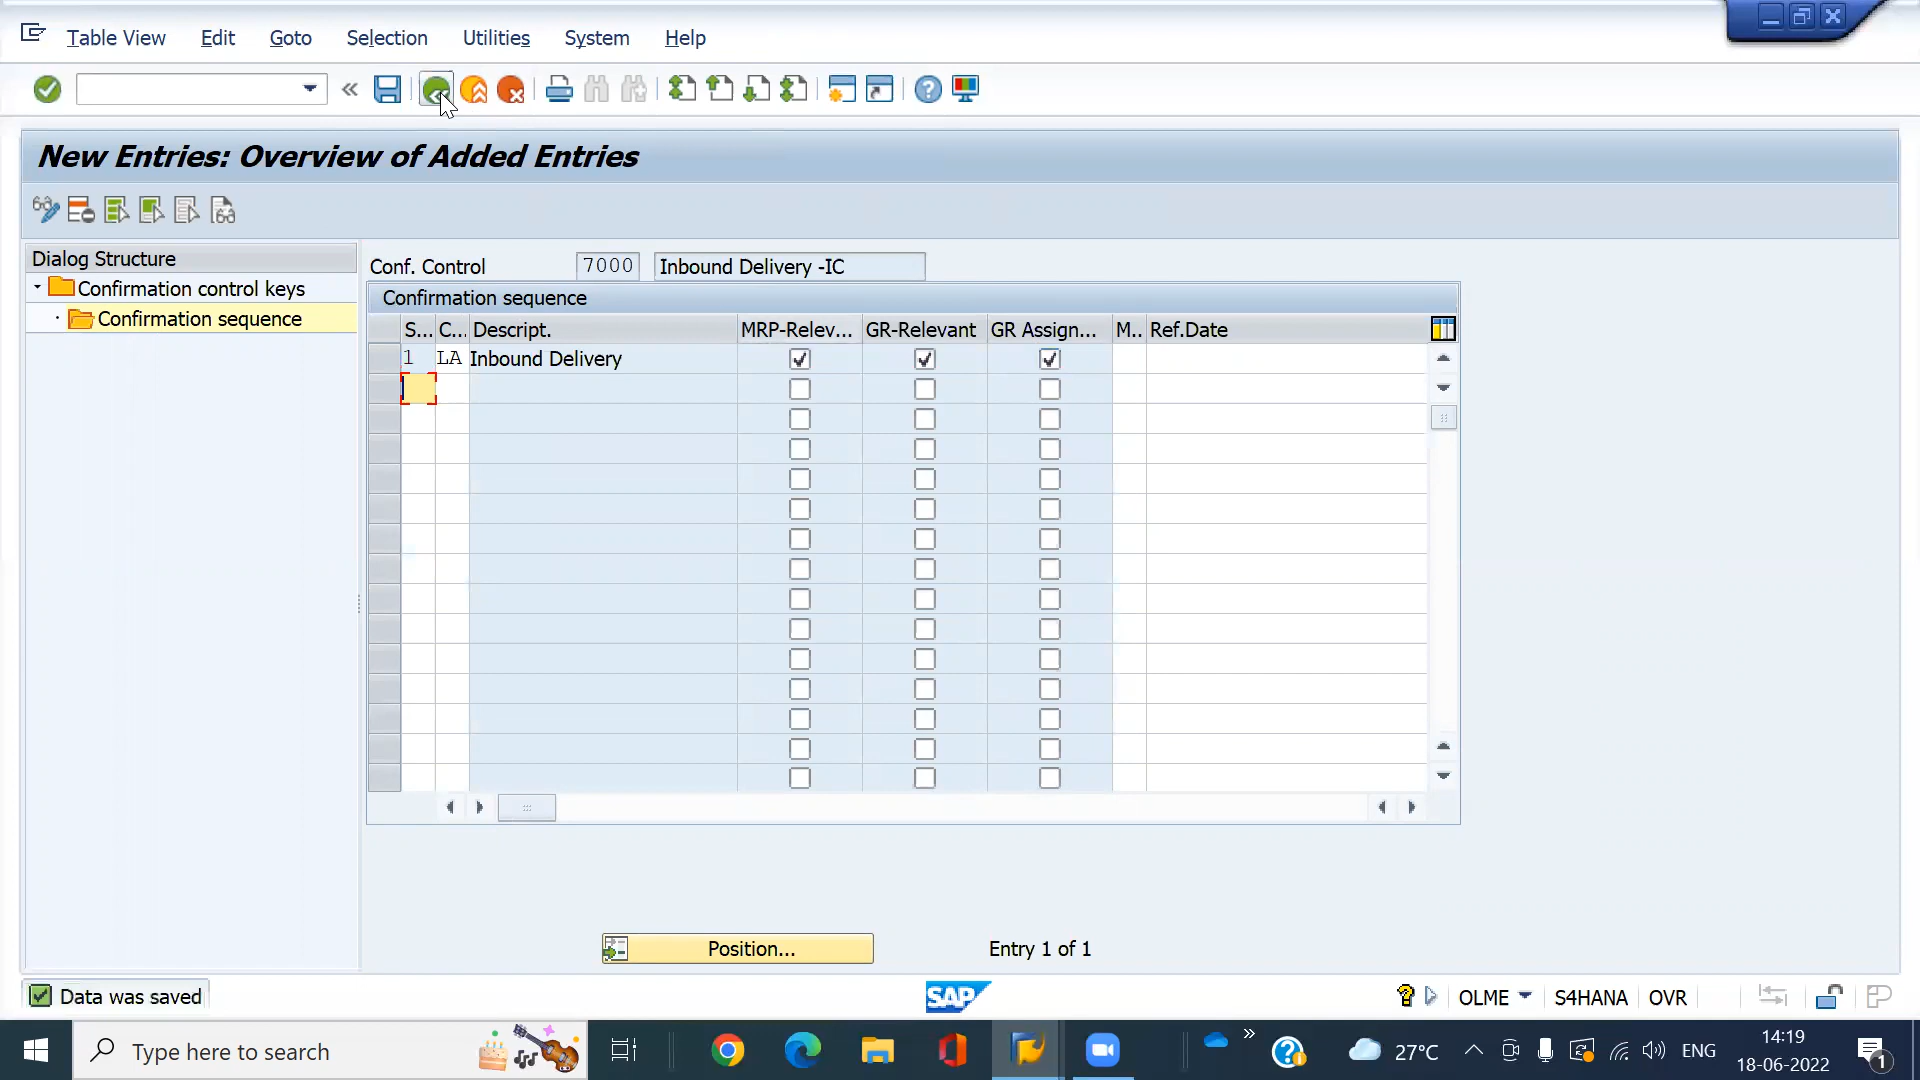 Table View Edit Goto Selection Utilities System Help
New Entries: Overview of Added Entries
Dialog Structure
Confirmation control keys
Confirmation sequence
Conf. Control 7000 Inbound Delivery -IC
Confirmation sequence
S... C... Descript. MRP-Relev... GR-Relevant GR Assign... M.. Ref.Date
1 LA Inbound Delivery
Position... Entry 1 of 1
Data was saved SAP OLME S4HANA OVR
Type here to search 27°C ENG 14:19
18-06-2022 1